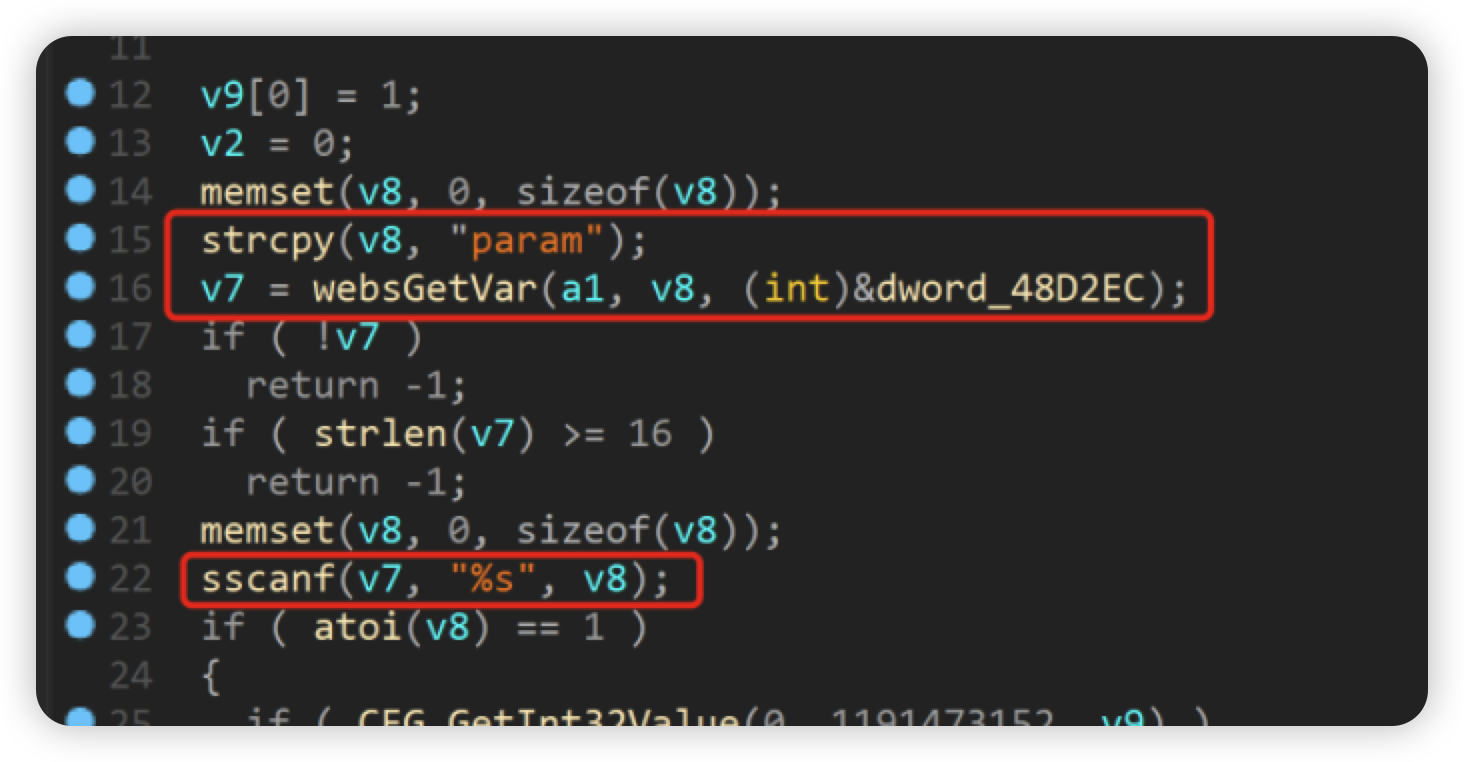 11
12 v9[0] = 1;
13 v2 = 0;
14 memset(v8, 0, sizeof(v8));
15 strcpy(v8, "param");
16 v7 = websGetVar(a1, v8, (int)&dword_48D2EC);
17 if ( !v7 )
18 return -1;
19 if ( strlen(v7) >= 16 )
20 return -1;
21 memset(v8, 0, sizeof(v8));
22 sscanf(v7, "%s", v8);
23 if ( atoi(v8) == 1 )
24 {
25 if ( CFG_GetInt32Value(0, 1191473152, v9) )